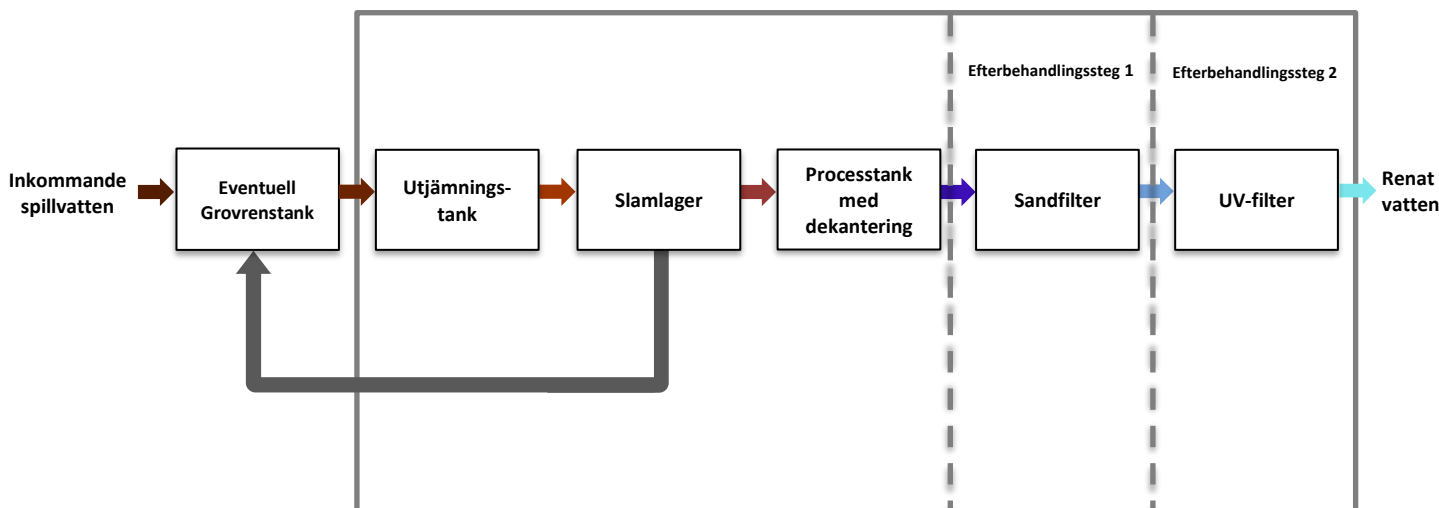 Efterbehandlingssteg 1
Efterbehandlingssteg 2
Inkommande
spillvatten
Eventuell
Grovrenstank
Utjämnings-
tank
Slamlager
Processtank
med
dekantering
Sandfilter
UV-filter
Renat
vatten